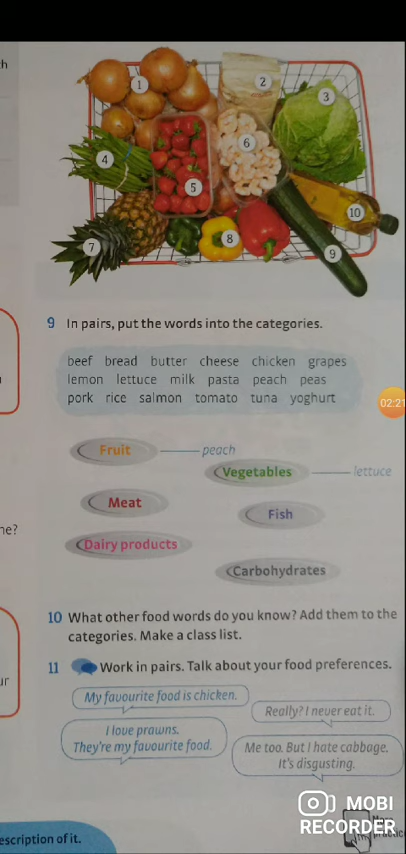 1
2
3
4
5
6
7
8
9
10
9 In pairs, put the words into the categories.
beef bread butter cheese chicken grapes
lemon lettuce milk pasta peach peas
pork rice salmon tomato tuna yoghurt
02:21
Fruit peach
Vegetables lettuce
Meat
Fish
Dairy products
Carbohydrates
ne?
10 What other food words do you know? Add them to the
categories. Make a class list.
11 Work in pairs. Talk about your food preferences.
ur
My favourite food is chicken.
Really? I never eat it.
I love prawns.
They're my favourite food.
Me too. But I hate cabbage.
It's disgusting.
MOBI
RECORDER
escription of it.